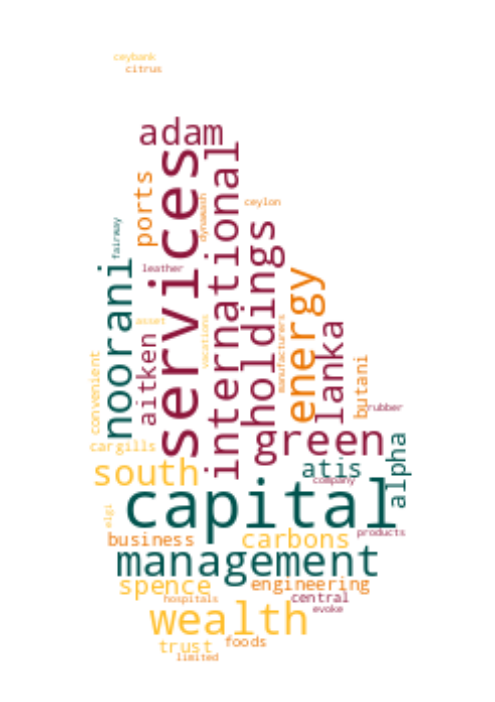 ceybank
citrus
adam
services
international
ports
dynawash
ceylon
fairway
holdings
noorani
leather
energy
asset
vacations
manufacturers
aitken
lanka
convenient
butani
rubber
cargills
green
south
atis
alpha
company
capital
elgi
business
carbons
products
management
spence
engineering
hospitals
central
wealth
evoke
trust
foods
limited